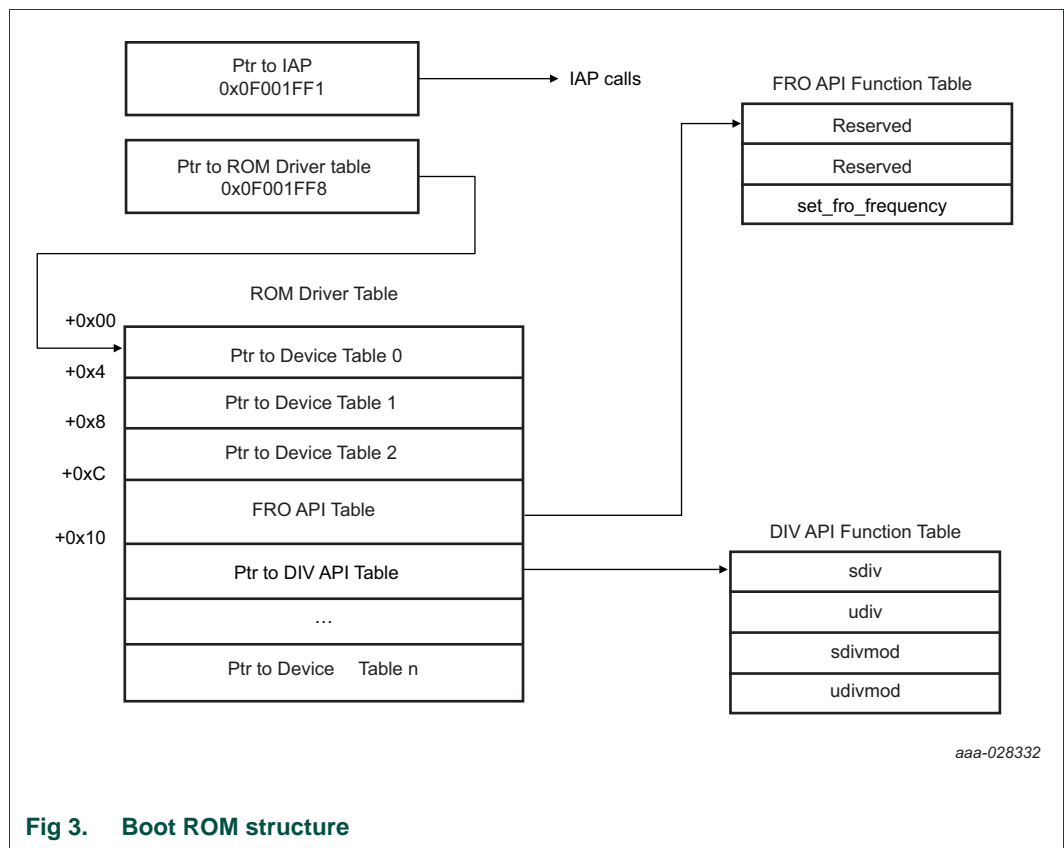 Ptr to IAP
0x0F001FF1
IAP calls
Ptr to ROM Driver table
0x0F001FF8
FRO API Function Table
Reserved
Reserved
set_fro_frequency
ROM Driver Table
+0x00
Ptr to Device Table 0
+0x4
Ptr to Device Table 1
+0x8
Ptr to Device Table 2
+0xC
FRO API Table
+0x10
Ptr to DIV API Table
...
Ptr to Device Table n
DIV API Function Table
sdiv
udiv
sdivmod
udivmod
aaa-028332
Fig 3. Boot ROM structure